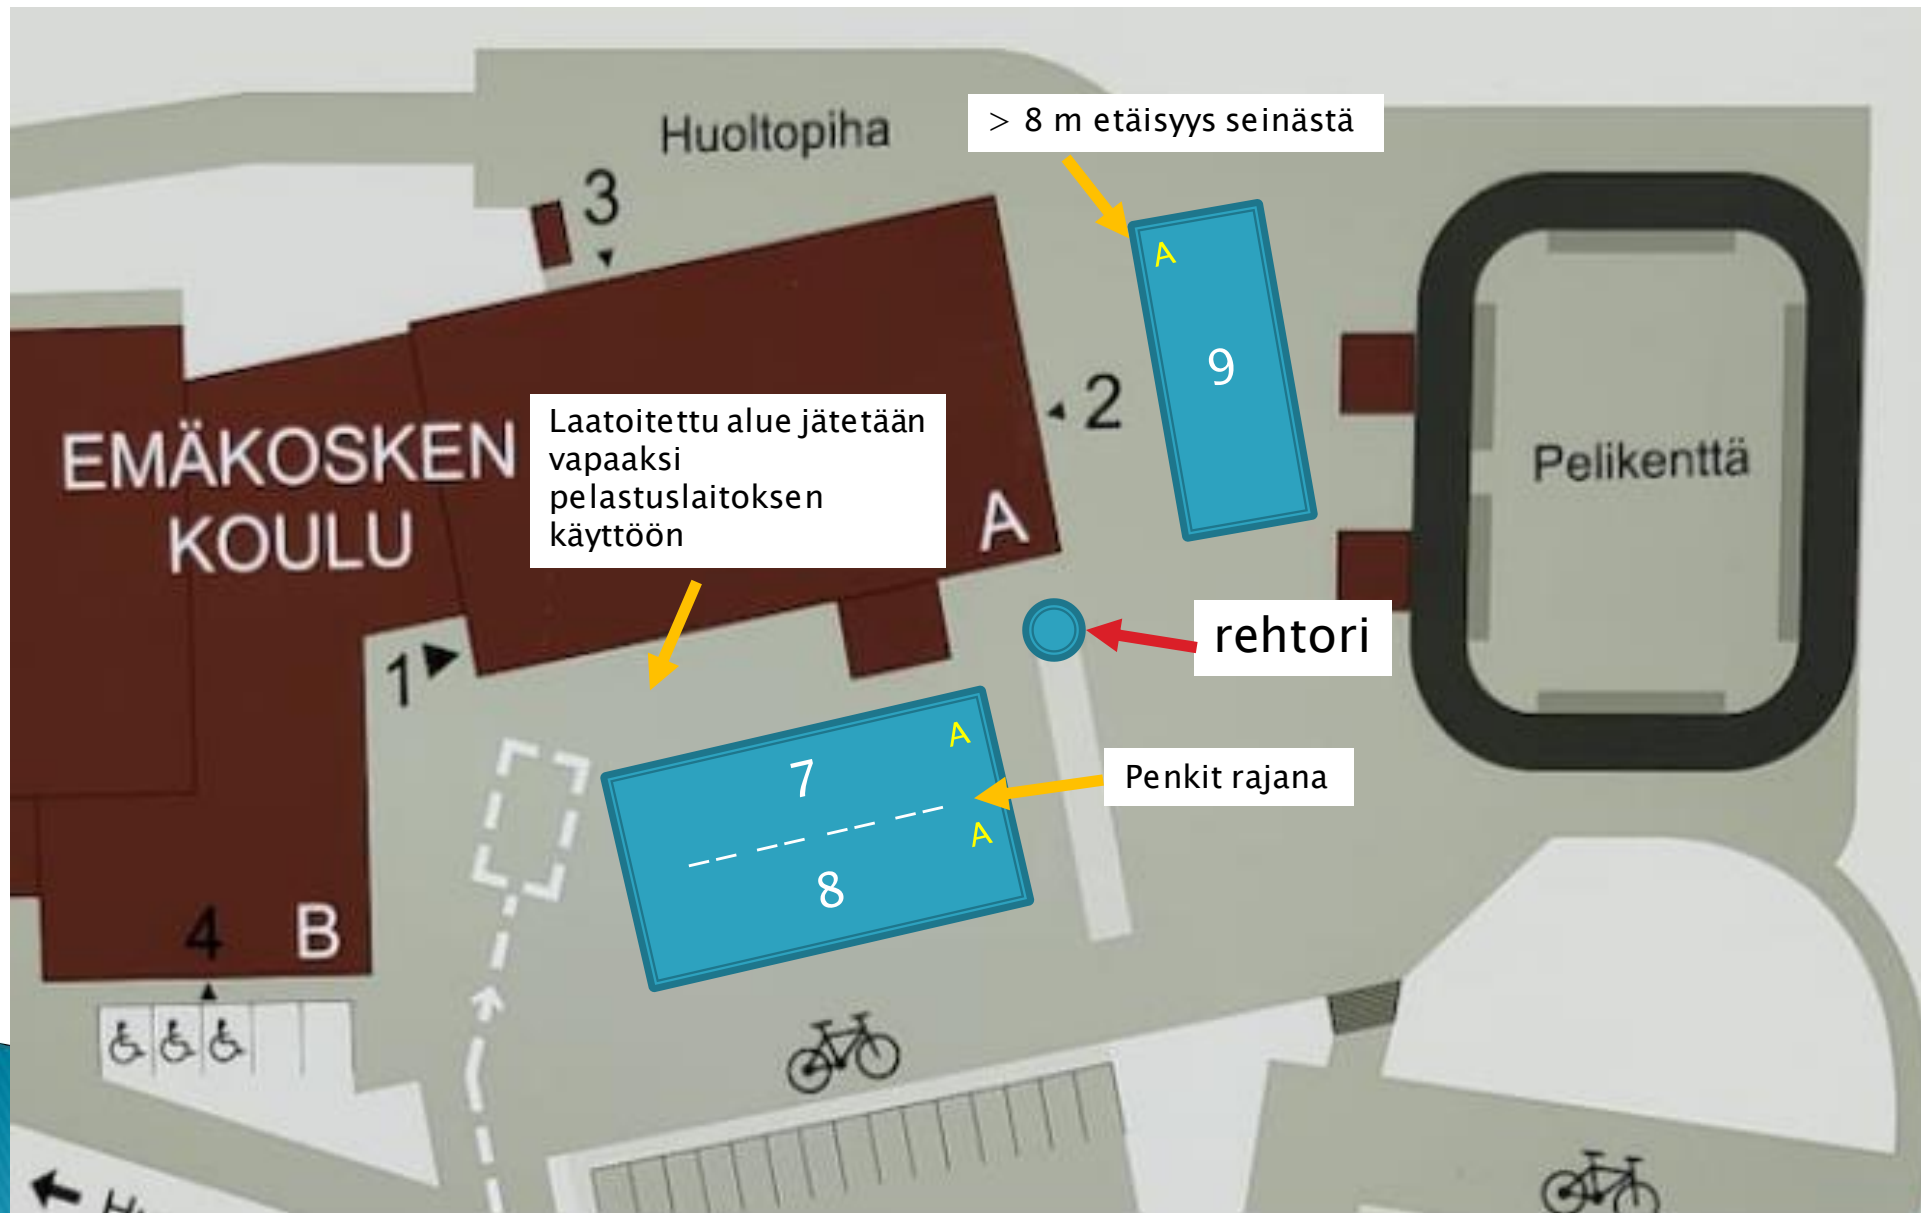 Huoltopiha
> 8 m etäisyys seinästä
3
A
9
2
EMÄKOSKEN
KOULU
Laatoitettu alue jätetään
vapaaksi
pelastuslaitoksen
käyttöön
A
Pelikenttä
rehtori
1
A
7
Penkit rajana
A
8
4
B